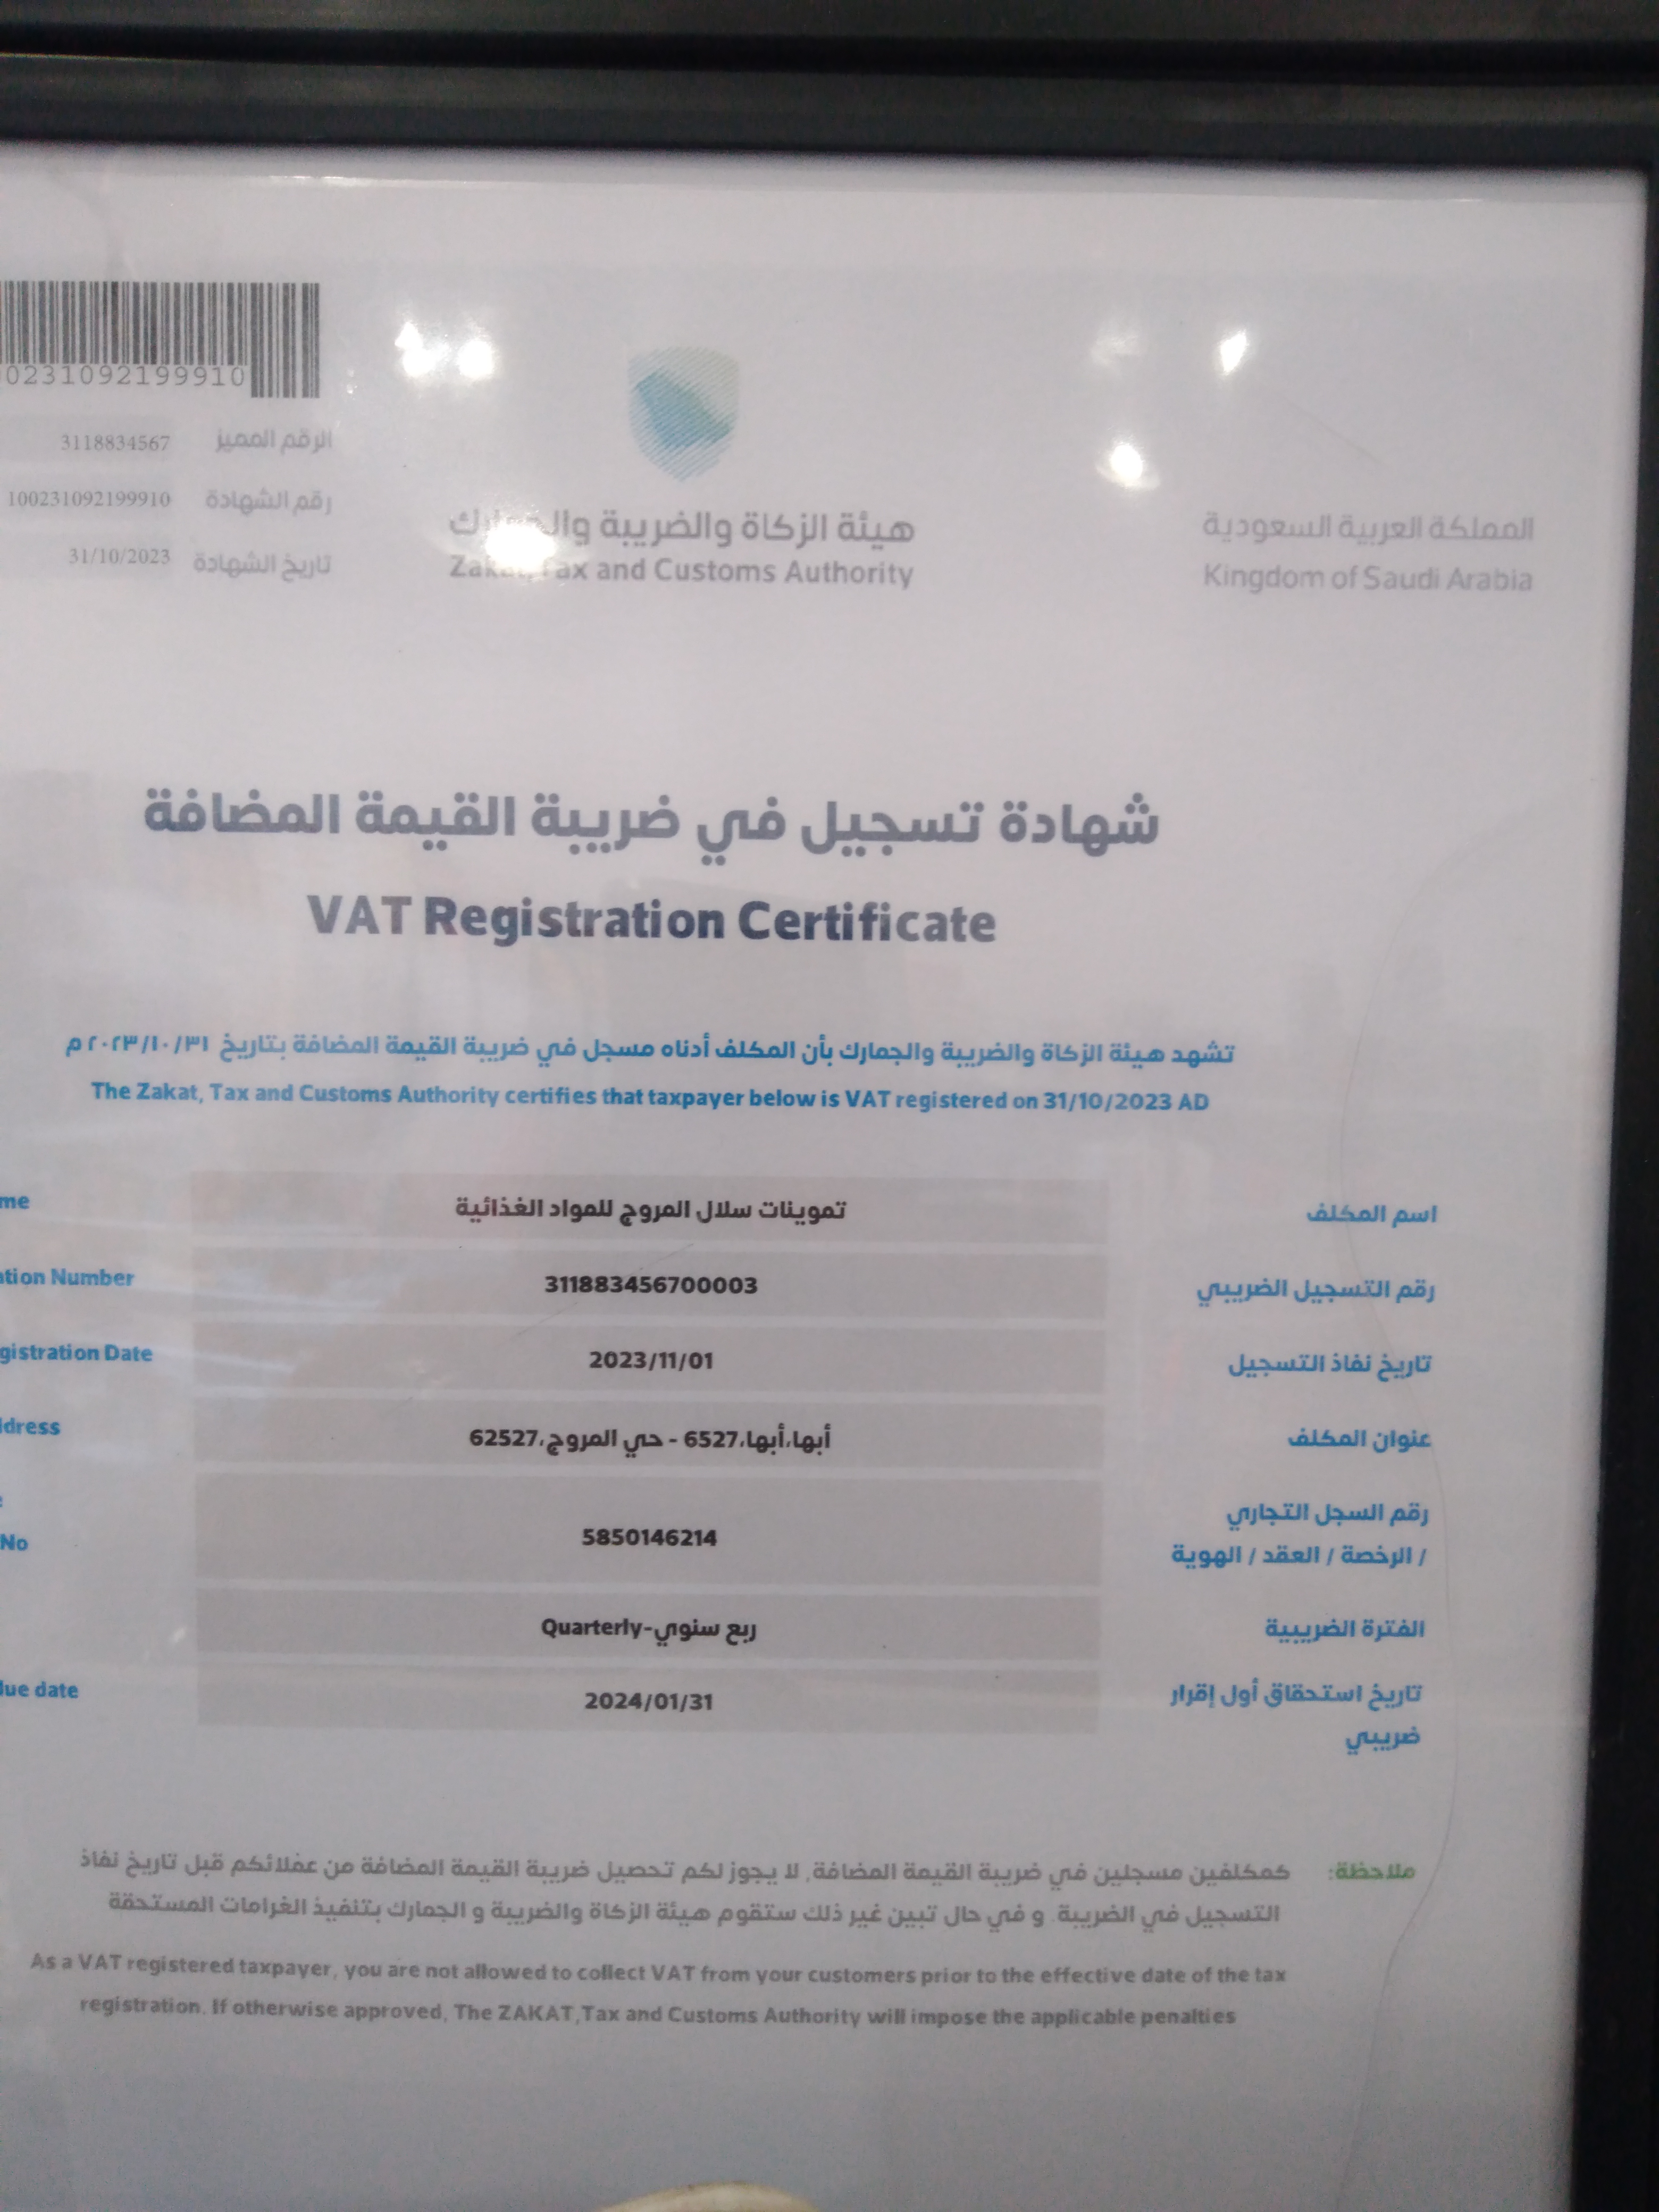 0231092199910
الرقم المميز 3118834567
رقم الشهادة 100231092199910
تاريخ الشهادة 31/10/2023
هيئة الزكاة والضريبة والجمارك
Zakat, Tax and Customs Authority
المملكة العربية السعودية
Kingdom of Saudi Arabia
شهادة تسجيل في ضريبة القيمة المضافة
VAT Registration Certificate
تشهد هيئة الزكاة والضريبة والجمارك بأن المكلف أدناه مسجل في ضريبة القيمة المضافة بتاريخ ٢٠٢٣/١٠/٣١ م
The Zakat, Tax and Customs Authority certifies that taxpayer below is VAT registered on 31/10/2023 AD
اسم المكلف تموينات سلال المروج للمواد الغذائية me
رقم التسجيل الضريبي 311883456700003 tion Number
تاريخ نفاذ التسجيل 2023/11/01 gistration Date
عنوان المكلف أبها،أبها،6527 - حي المروج،62527 ddress
رقم السجل التجاري
/ الرخصة / العقد / الهوية 5850146214 No
الفترة الضريبية ربع سنوي-Quarterly
تاريخ استحقاق أول إقرار 2024/01/31 due date
ضريبي
ملاحظة: كمكلفين مسجلين في ضريبة القيمة المضافة, لا يجوز لكم تحصيل ضريبة القيمة المضافة من عملائكم قبل تاريخ نفاذ
التسجيل في الضريبة. و في حال تبين غير ذلك ستقوم هيئة الزكاة والضريبة و الجمارك بتنفيذ الغرامات المستحقة
As a VAT registered taxpayer, you are not allowed to collect VAT from your customers prior to the effective date of the tax
registration. If otherwise approved, The ZAKAT,Tax and Customs Authority will impose the applicable penalties